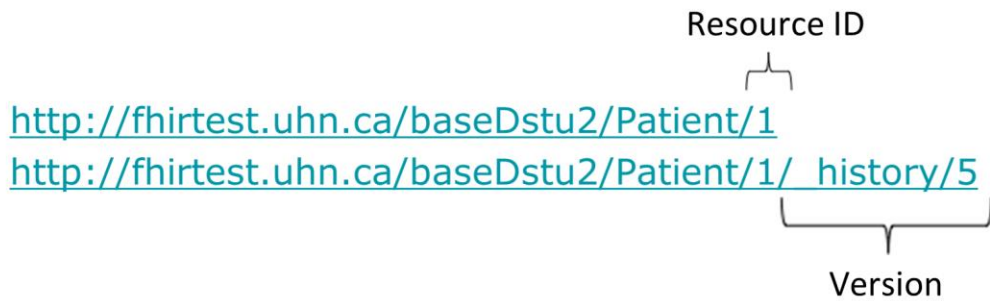 Resource ID
http://fhirtest.uhn.ca/baseDstu2/Patient/1
http://fhirtest.uhn.ca/baseDstu2/Patient/1/_history/5
Version